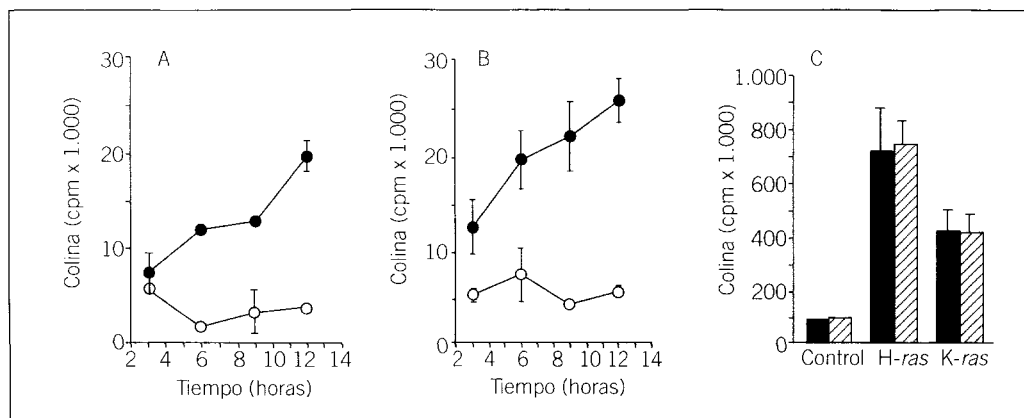 A
Colina (cpm x 1.000)
30
20
10
0
2 4 6 8 10 12 14
Tiempo (horas)
B
Colina (cpm x 1.000)
30
20
10
0
2 4 6 8 10 12 14
Tiempo (horas)
C
Colina (cpm x 1.000)
1.000
800
600
400
200
0
Control H-ras K-ras